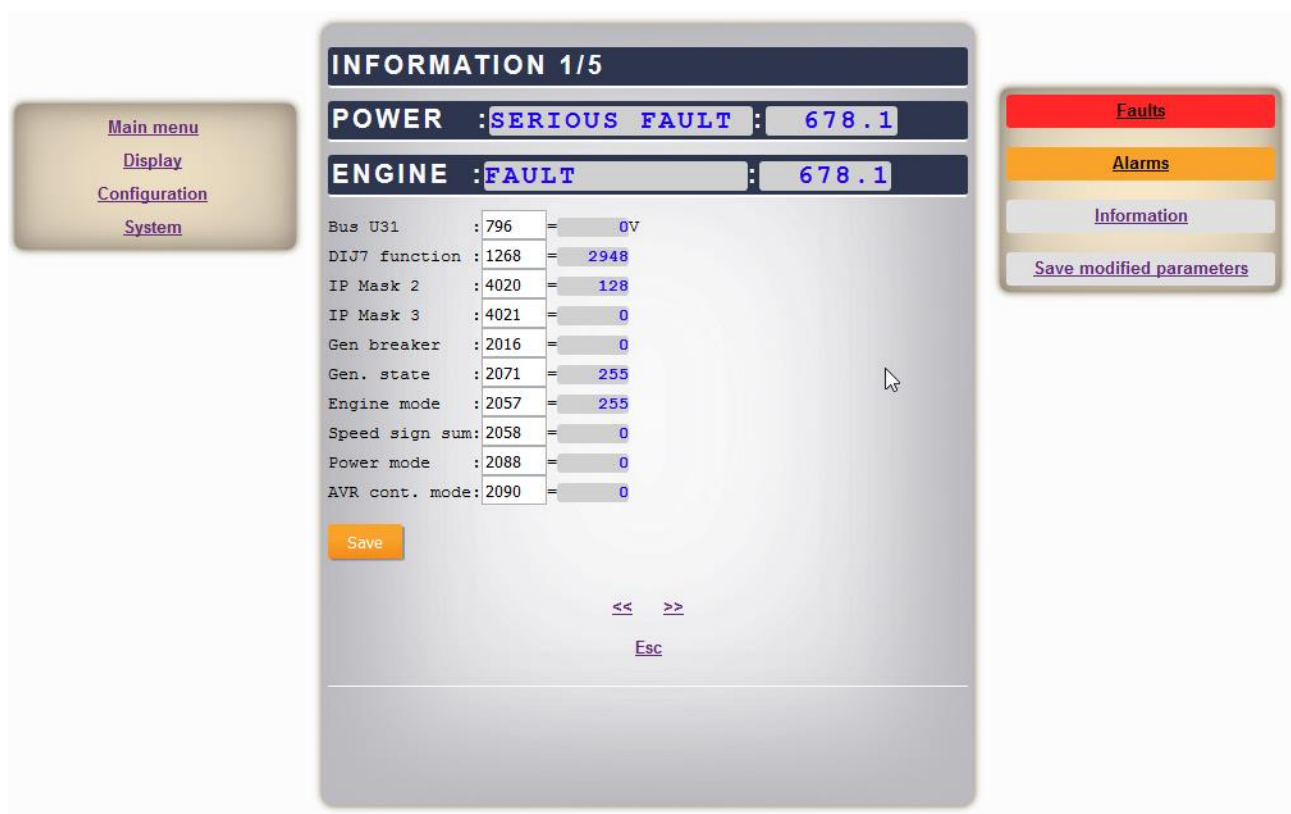 Main menu
Display
Configuration
System
INFORMATION 1/5
POWER :SERIOUS FAULT : 678.1
ENGINE :FAULT : 678.1
Bus U31 :796 = 0V
DIJ7 function :1268 = 2948
IP Mask 2 :4020 = 128
IP Mask 3 :4021 = 0
Gen breaker :2016 = 0
Gen. state :2071 = 255
Engine mode :2057 = 255
Speed sign sum:2058 = 0
Power mode :2088 = 0
AVR cont. mode:2090 = 0
Save
<< >>
Esc
Faults
Alarms
Information
Save modified parameters